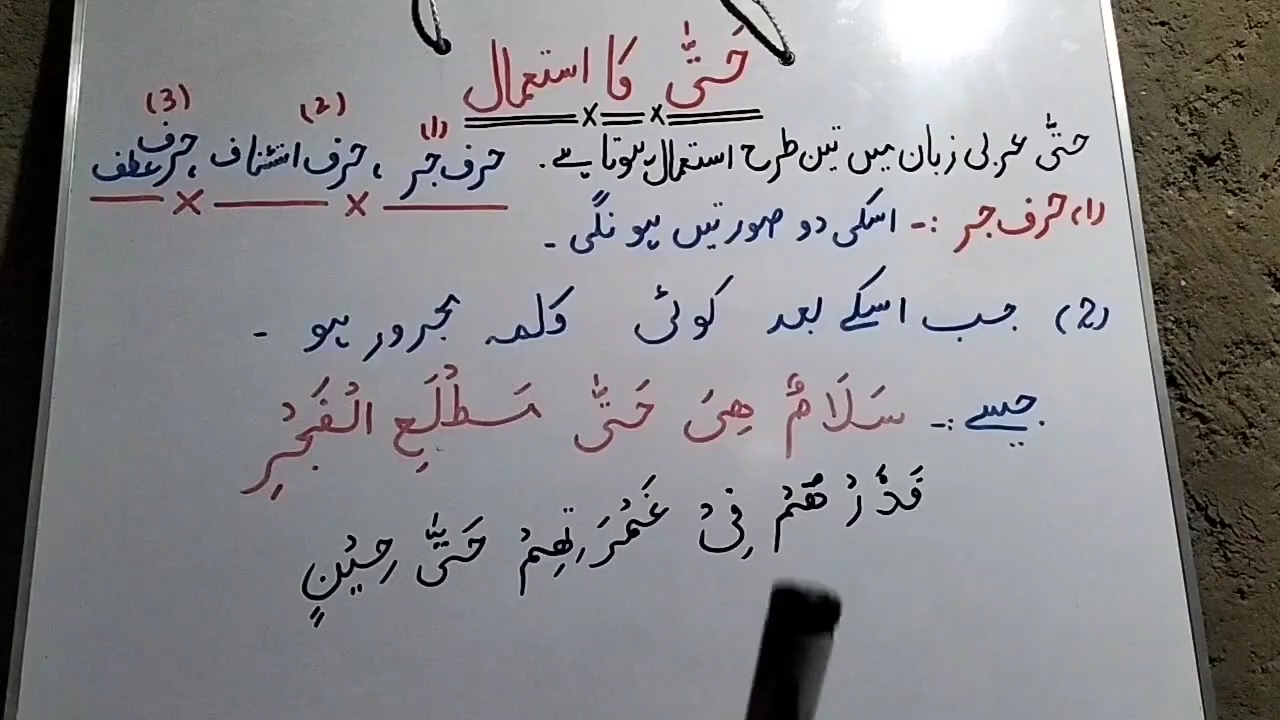 حَتّٰی کا استعمال
حتّٰی عربی زبان میں تین طرح استعمال ہوتا ہے۔ (1) حرف جر ، (2) حرف استئناف ، (3) حرف عطف
(1) حرف جر :۔ اسکی دو صورتیں ہونگی ۔
(2) جب اسکے بعد کوئی کلمہ مجرور ہو ۔
جیسے :۔ سَلَامٌ هِیَ حَتّٰی مَطْلَعِ الْفَجْرِ
فَذَرْهُمْ فِیْ غَمْرَتِهِمْ حَتّٰی حِیْنٍ